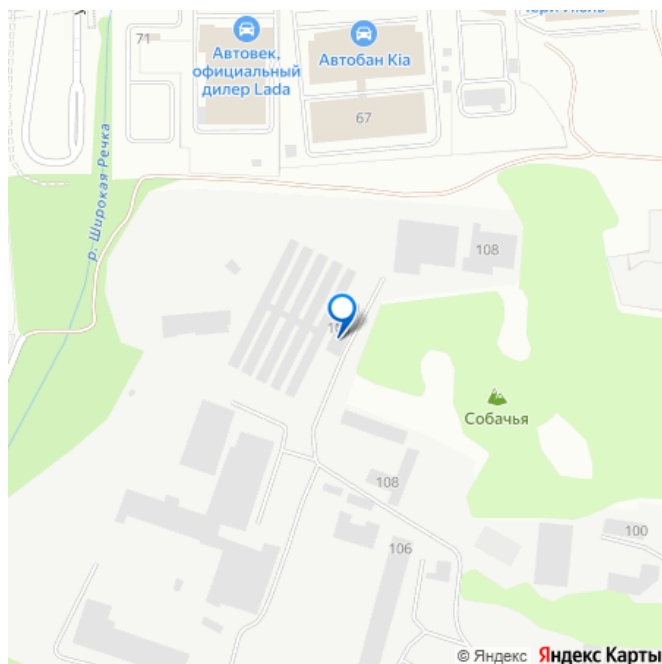 71
Автовек,
официальный
дилер Lada
Автобан Kia
67
р. Широкая Речка
108
Собачья
108
106
100
© Яндекс Яндекс Карты